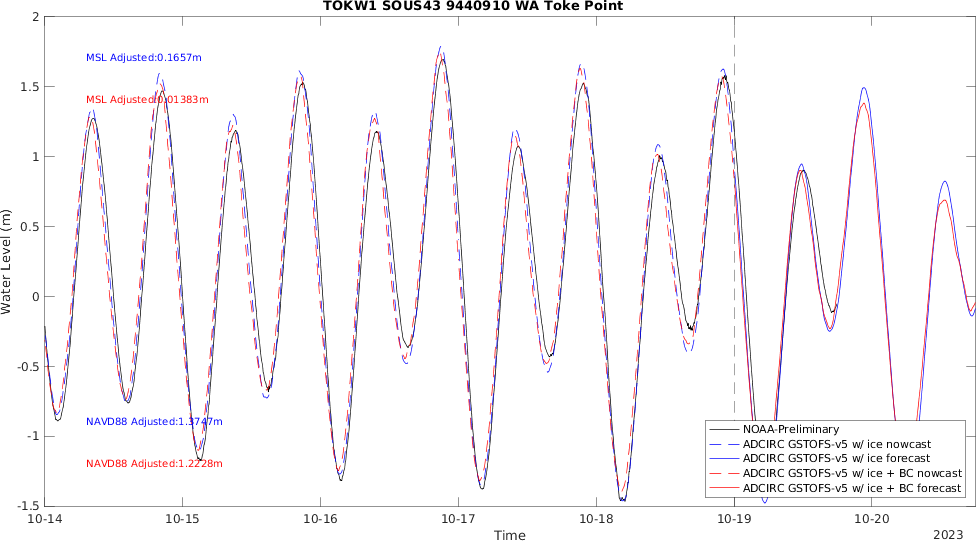 TOKW1 SOUS43 9440910 WA Toke Point
2
1.5
1
0.5
0
-0.5
-1
-1.5
Water Level (m)
MSL Adjusted:0.1657m
MSL Adjusted:0.01383m
NAVD88 Adjusted:1.3747m
NAVD88 Adjusted:1.2228m
NOAA-Preliminary
ADCIRC GSTOFS-v5 w/ ice nowcast
ADCIRC GSTOFS-v5 w/ ice forecast
ADCIRC GSTOFS-v5 w/ ice + BC nowcast
ADCIRC GSTOFS-v5 w/ ice + BC forecast
10-14 10-15 10-16 10-17 10-18 10-19 10-20
Time
2023